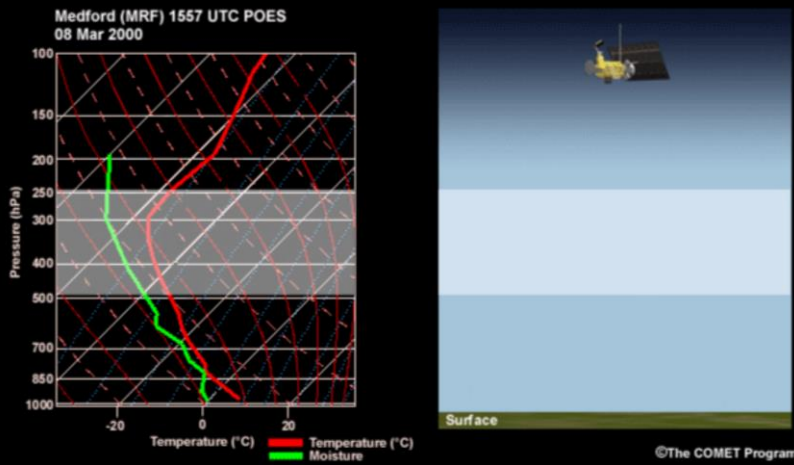 Medford (MRF) 1557 UTC POES
08 Mar 2000
100
150
200
250
300
400
500
700
850
1000
Pressure (hPa)
-20
0
20
Temperature (°C)
Temperature (°C)
Moisture
Surface
©The COMET Program